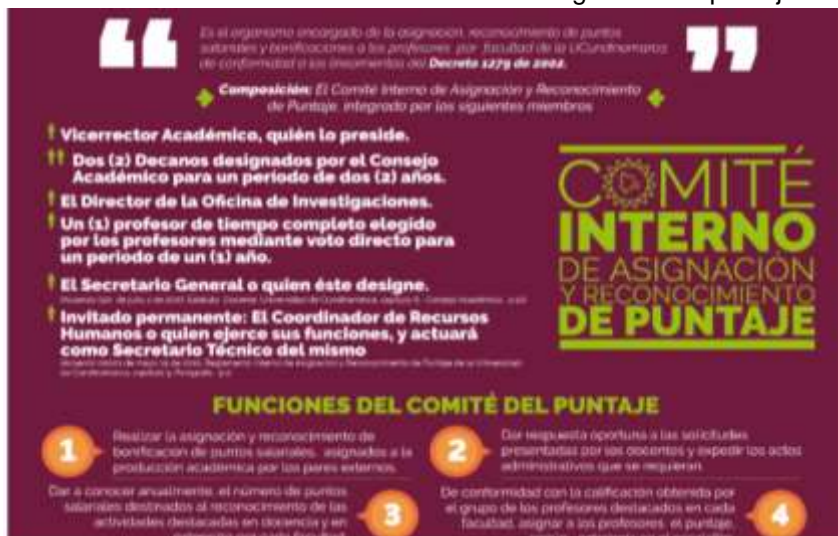 Es el organismo encargado de la asignación, reconocimiento de puntos
salariales y bonificaciones a los profesores por facultad de la UCundinamarca
de conformidad a los lineamientos del Decreto 1279 de 2002.
Composición: El Comité Interno de Asignación y Reconocimiento
de Puntaje, integrado por los siguientes miembros
Vicerrector Académico, quién lo preside.
Dos (2) Decanos designados por el Consejo
Académico para un periodo de dos (2) años.
El Director de la Oficina de Investigaciones.
Un (1) profesor de tiempo completo elegido
por los profesores mediante voto directo para
un periodo de un (1) año.
El Secretario General o quien éste designe.
Invitado permanente: El Coordinador de Recursos
Humanos o quien ejerce sus funciones, y actuará
como Secretario Técnico del mismo
COMITÉ
INTERNO
DE ASIGNACIÓN
Y RECONOCIMIENTO
DE PUNTAJE
FUNCIONES DEL COMITÉ DEL PUNTAJE
1
Realizar la asignación y reconocimiento de
bonificación de puntos salariales, asignados a la
producción académica por los pares externos.
2
Dar respuesta oportuna a las solicitudes
presentadas por los docentes y expedir los actos
administrativos que se requieran.
Dar a conocer anualmente, el número de puntos
salariales destinados al reconocimiento de las
actividades destacadas en docencia y en
3
De conformidad con la calificación obtenida por
el grupo de los profesores destacados en cada
facultad, asignar a los profesores, el puntaje,
4